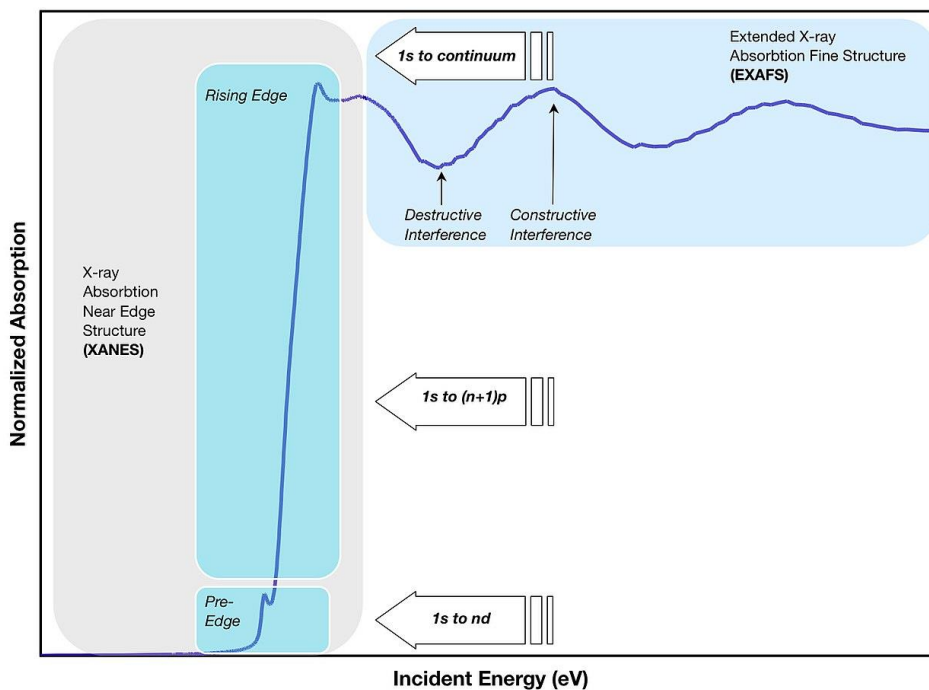 1s to continuum
Extended X-ray
Absorbtion Fine Structure
(EXAFS)
Rising Edge
Destructive
Interference
Constructive
Interference
X-ray
Absorbtion
Near Edge
Structure
(XANES)
Normalized Absorption
1s to (n+1)p
Pre-
Edge
1s to nd
Incident Energy (eV)